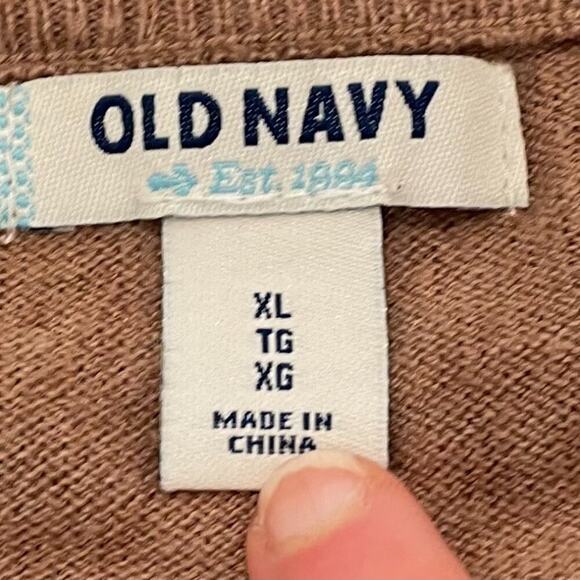 OLD NAVY
Est. 1994
XL
TG
XG
MADE IN
CHINA